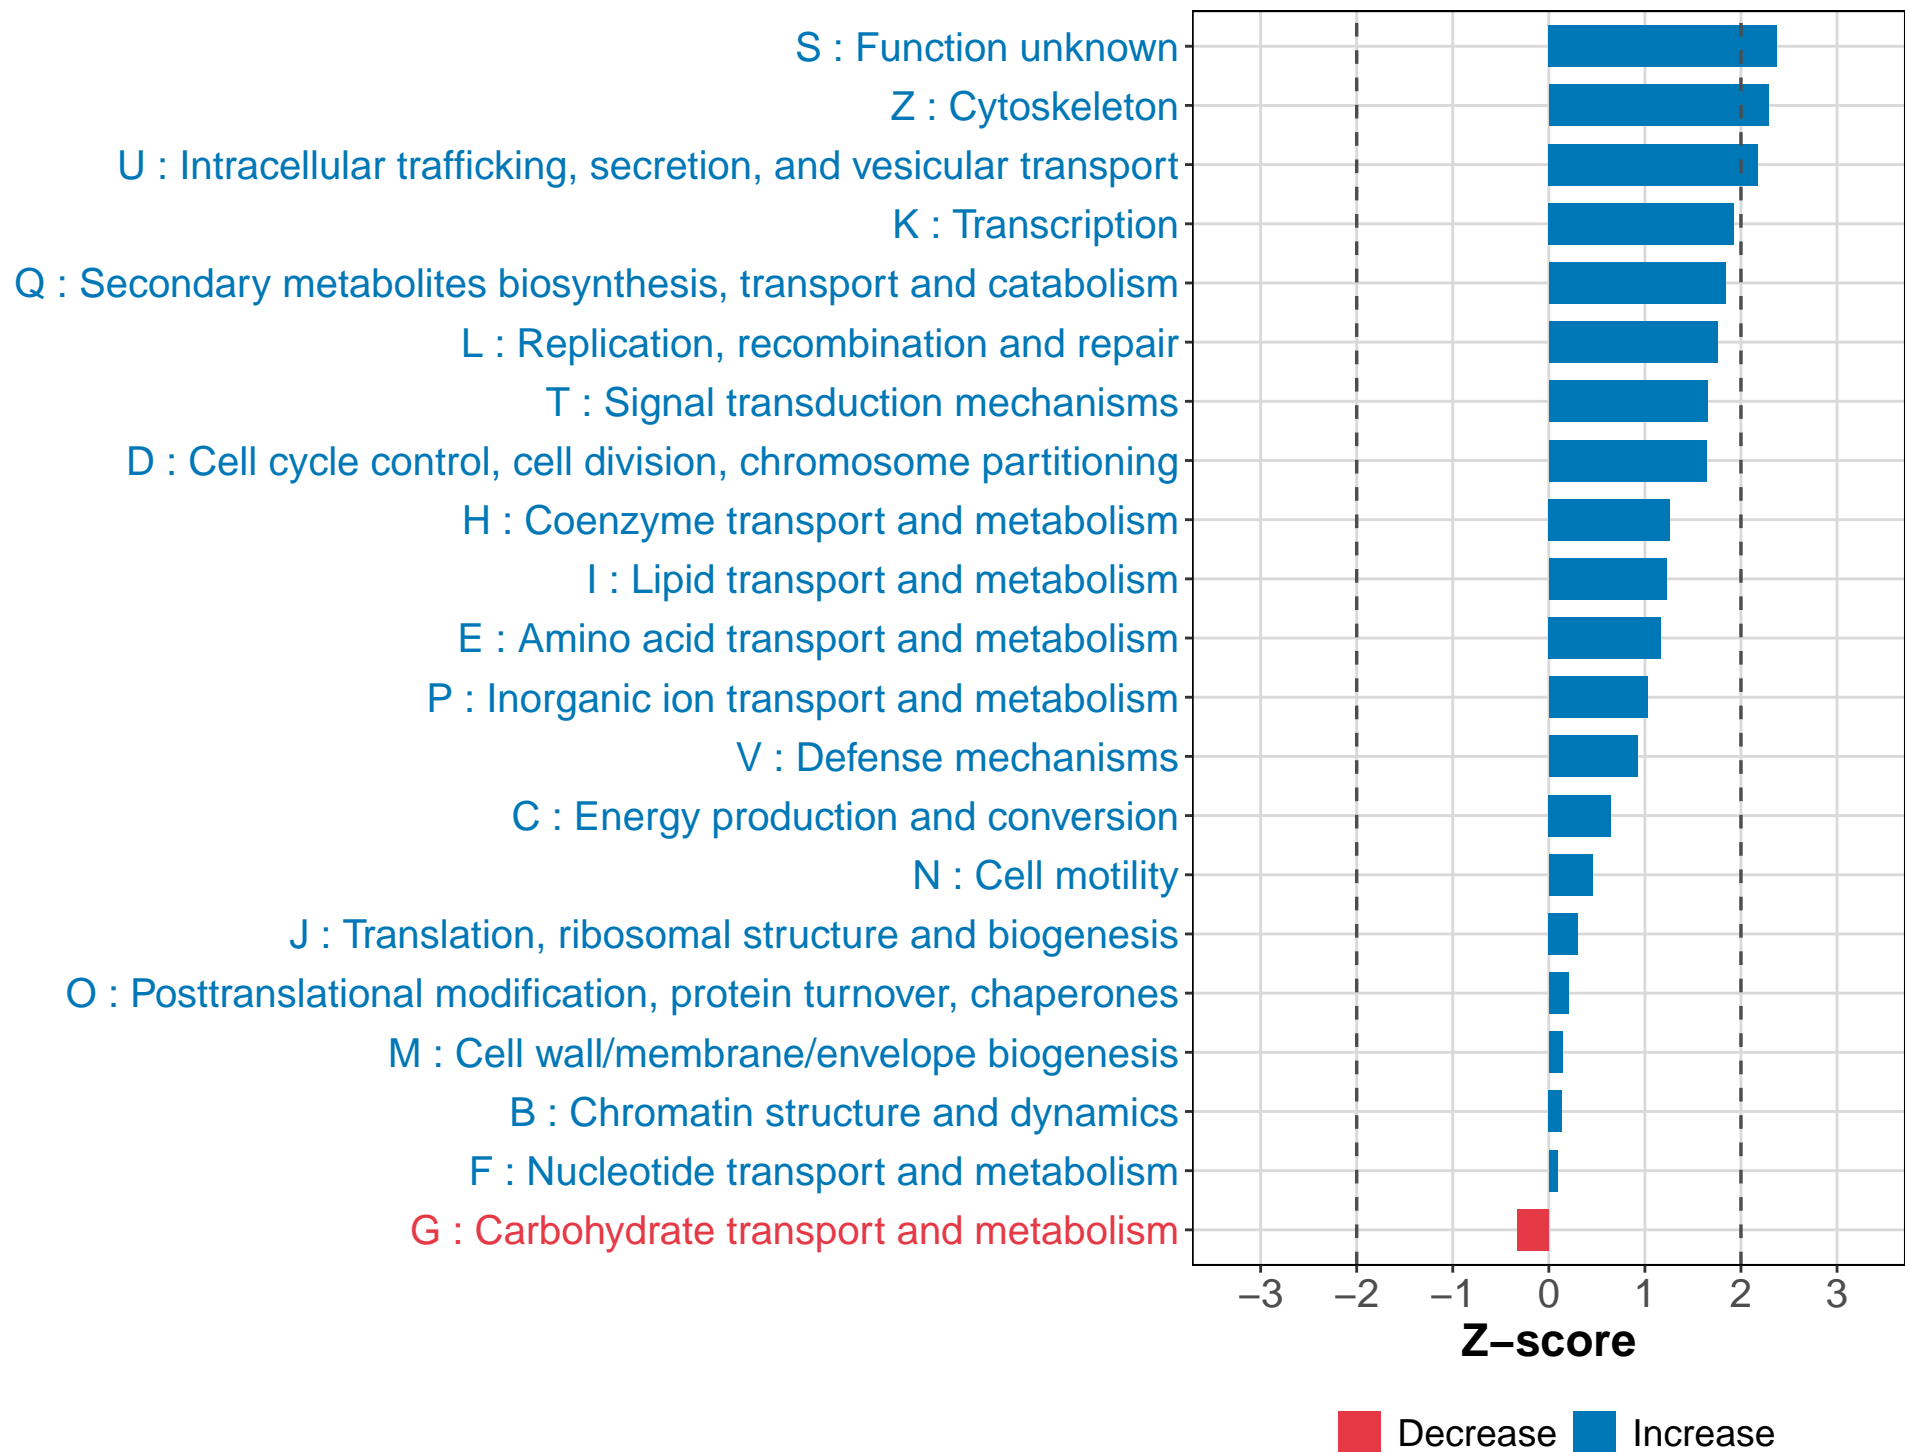 S : Function unknown
Z : Cytoskeleton
U : Intracellular trafficking, secretion, and vesicular transport
K : Transcription
Q : Secondary metabolites biosynthesis, transport and catabolism
L : Replication, recombination and repair
T : Signal transduction mechanisms
D : Cell cycle control, cell division, chromosome partitioning
H : Coenzyme transport and metabolism
I : Lipid transport and metabolism
E : Amino acid transport and metabolism
P : Inorganic ion transport and metabolism
V : Defense mechanisms
C : Energy production and conversion
N : Cell motility
J : Translation, ribosomal structure and biogenesis
O : Posttranslational modification, protein turnover, chaperones
M : Cell wall/membrane/envelope biogenesis
B : Chromatin structure and dynamics
F : Nucleotide transport and metabolism
G : Carbohydrate transport and metabolism
−3 −2 −1 0 1 2 3
Z−score
Decrease Increase